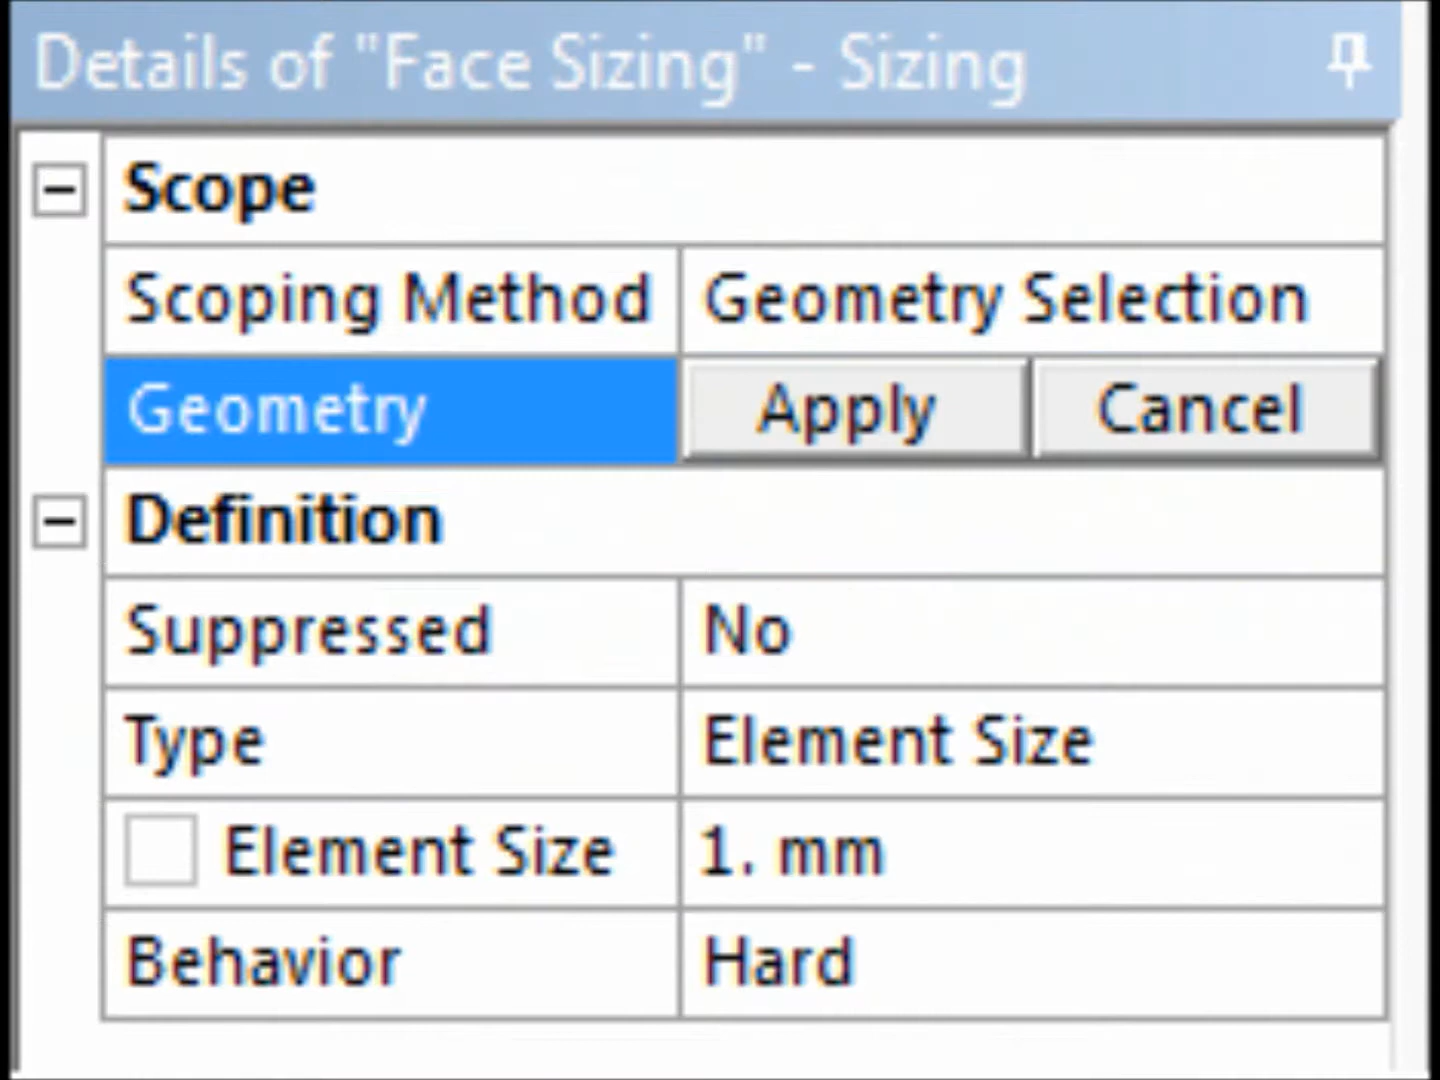 Details of "Face Sizing" - Sizing
Scope
Scoping Method Geometry Selection
Geometry Apply Cancel
Definition
Suppressed No
Type Element Size
Element Size 1. mm
Behavior Hard